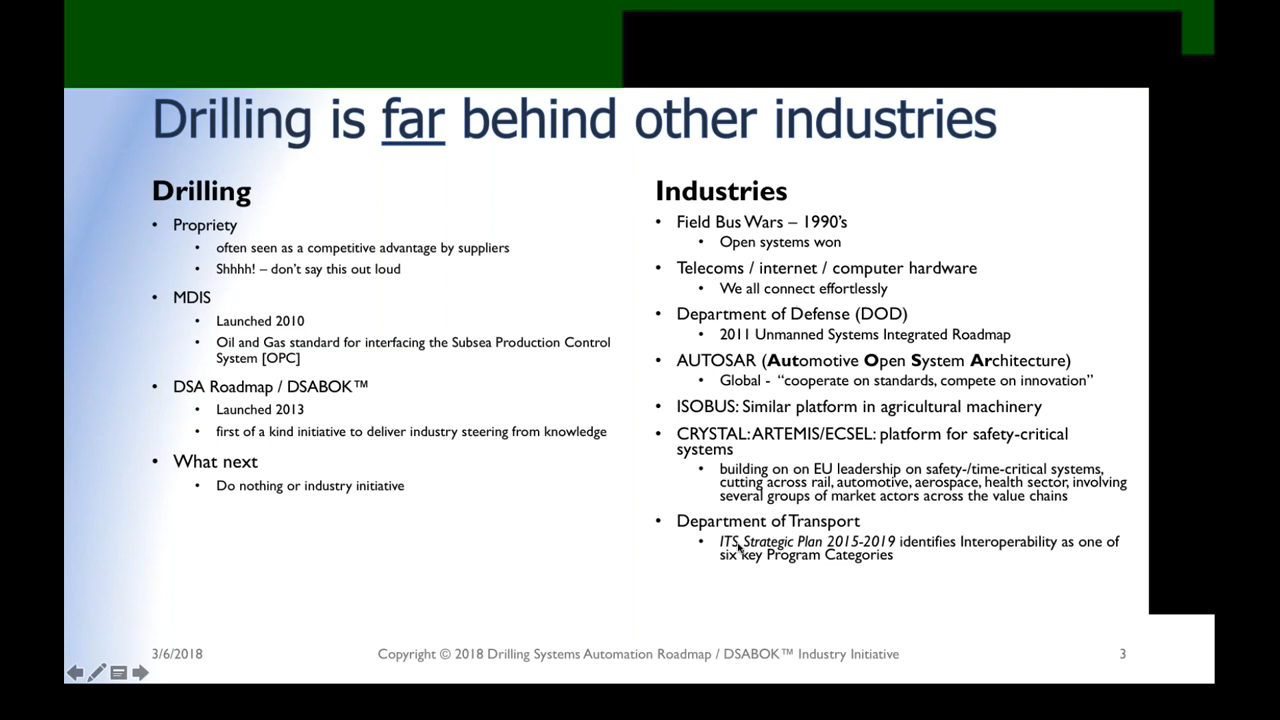 Drilling is far behind other industries
Drilling
• Propriety
• often seen as a competitive advantage by suppliers
• Shhhh! – don't say this out loud
• MDIS
• Launched 2010
• Oil and Gas standard for interfacing the Subsea Production Control
System [OPC]
• DSA Roadmap / DSABOK™
• Launched 2013
• first of a kind initiative to deliver industry steering from knowledge
• What next
• Do nothing or industry initiative
Industries
• Field Bus Wars – 1990's
• Open systems won
• Telecoms / internet / computer hardware
• We all connect effortlessly
• Department of Defense (DOD)
• 2011 Unmanned Systems Integrated Roadmap
• AUTOSAR (Automotive Open System Architecture)
• Global - “cooperate on standards, compete on innovation”
• ISOBUS: Similar platform in agricultural machinery
• CRYSTAL: ARTEMIS/ECSEL: platform for safety-critical
systems
• building on on EU leadership on safety-/time-critical systems,
cutting across rail, automotive, aerospace, health sector, involving
several groups of market actors across the value chains
• Department of Transport
• ITS Strategic Plan 2015-2019 identifies Interoperability as one of
six key Program Categories
3/6/2018
Copyright © 2018 Drilling Systems Automation Roadmap / DSABOK™ Industry Initiative
3